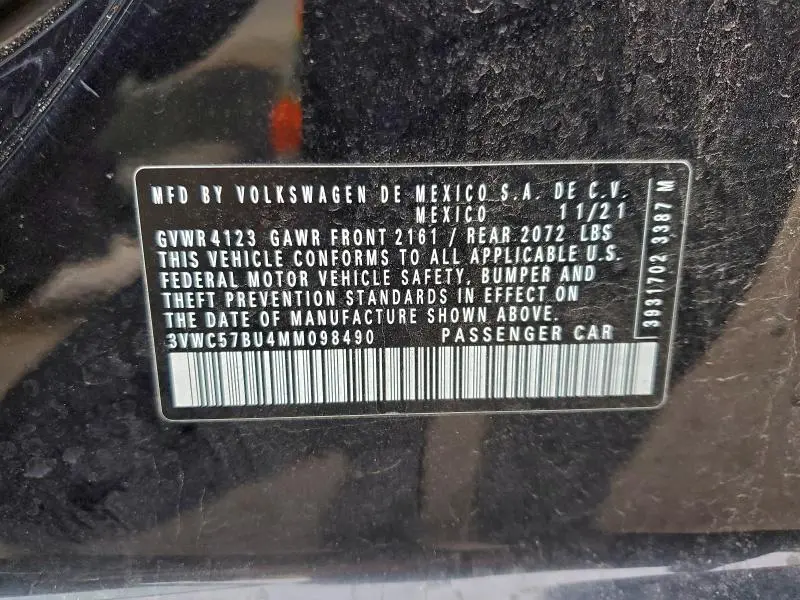 MFD BY VOLKSWAGEN DE MEXICO S.A. DE C.V.
MEXICO 11/21
GVWR 4123 GAWR FRONT 2161 / REAR 2072 LBS
THIS VEHICLE CONFORMS TO ALL APPLICABLE U.S.
FEDERAL MOTOR VEHICLE SAFETY, BUMPER AND
THEFT PREVENTION STANDARDS IN EFFECT ON
THE DATE OF MANUFACTURE SHOWN ABOVE.
3VWC57BU4MM098490 PASSENGER CAR
3931702 3387 M